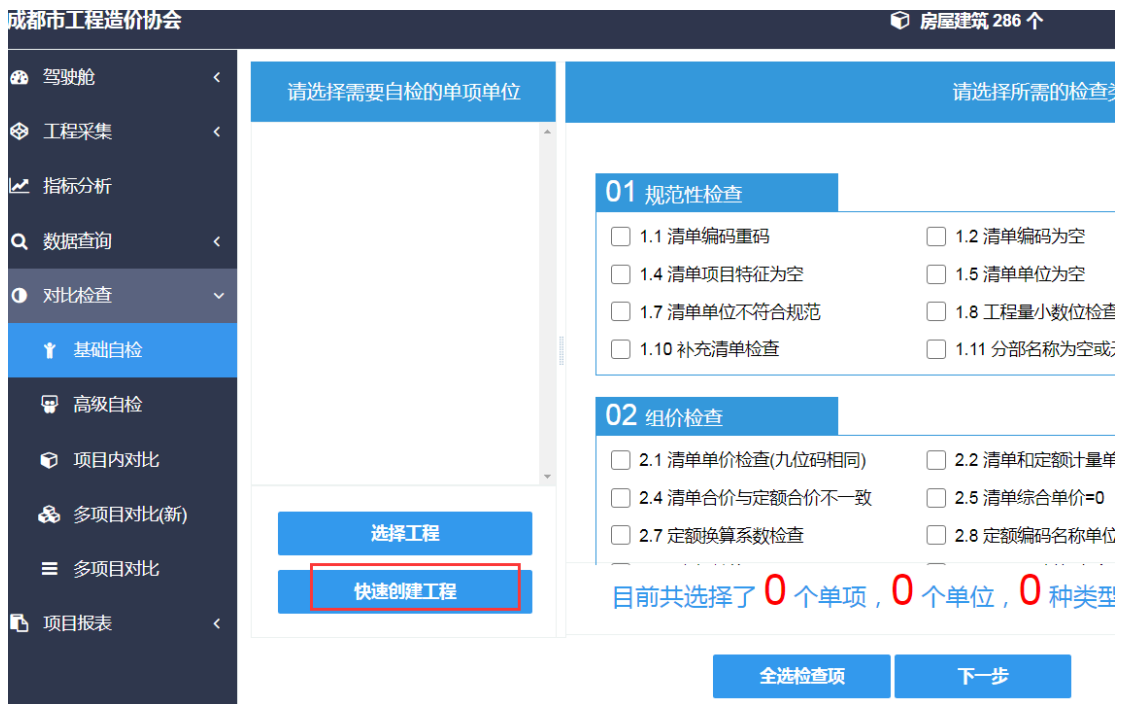 成都市工程造价协会
房屋建筑 286 个
驾驶舱
工程采集
指标分析
数据查询
对比检查
基础自检
高级自检
项目内对比
多项目对比(新)
多项目对比
项目报表
请选择需要自检的单项单位
选择工程
快速创建工程
请选择所需的检查
01 规范性检查
1.1 清单编码重码
1.2 清单编码为空
1.4 清单项目特征为空
1.5 清单单位为空
1.7 清单单位不符合规范
1.8 工程量小数位检查
1.10 补充清单检查
1.11 分部名称为空或
02 组价检查
2.1 清单单价检查(九位码相同)
2.2 清单和定额计量单
2.4 清单合价与定额合价不一致
2.5 清单综合单价=0
2.7 定额换算系数检查
2.8 定额编码名称单位
目前共选择了 0 个单项 , 0 个单位 , 0 种类型
全选检查项
下一步